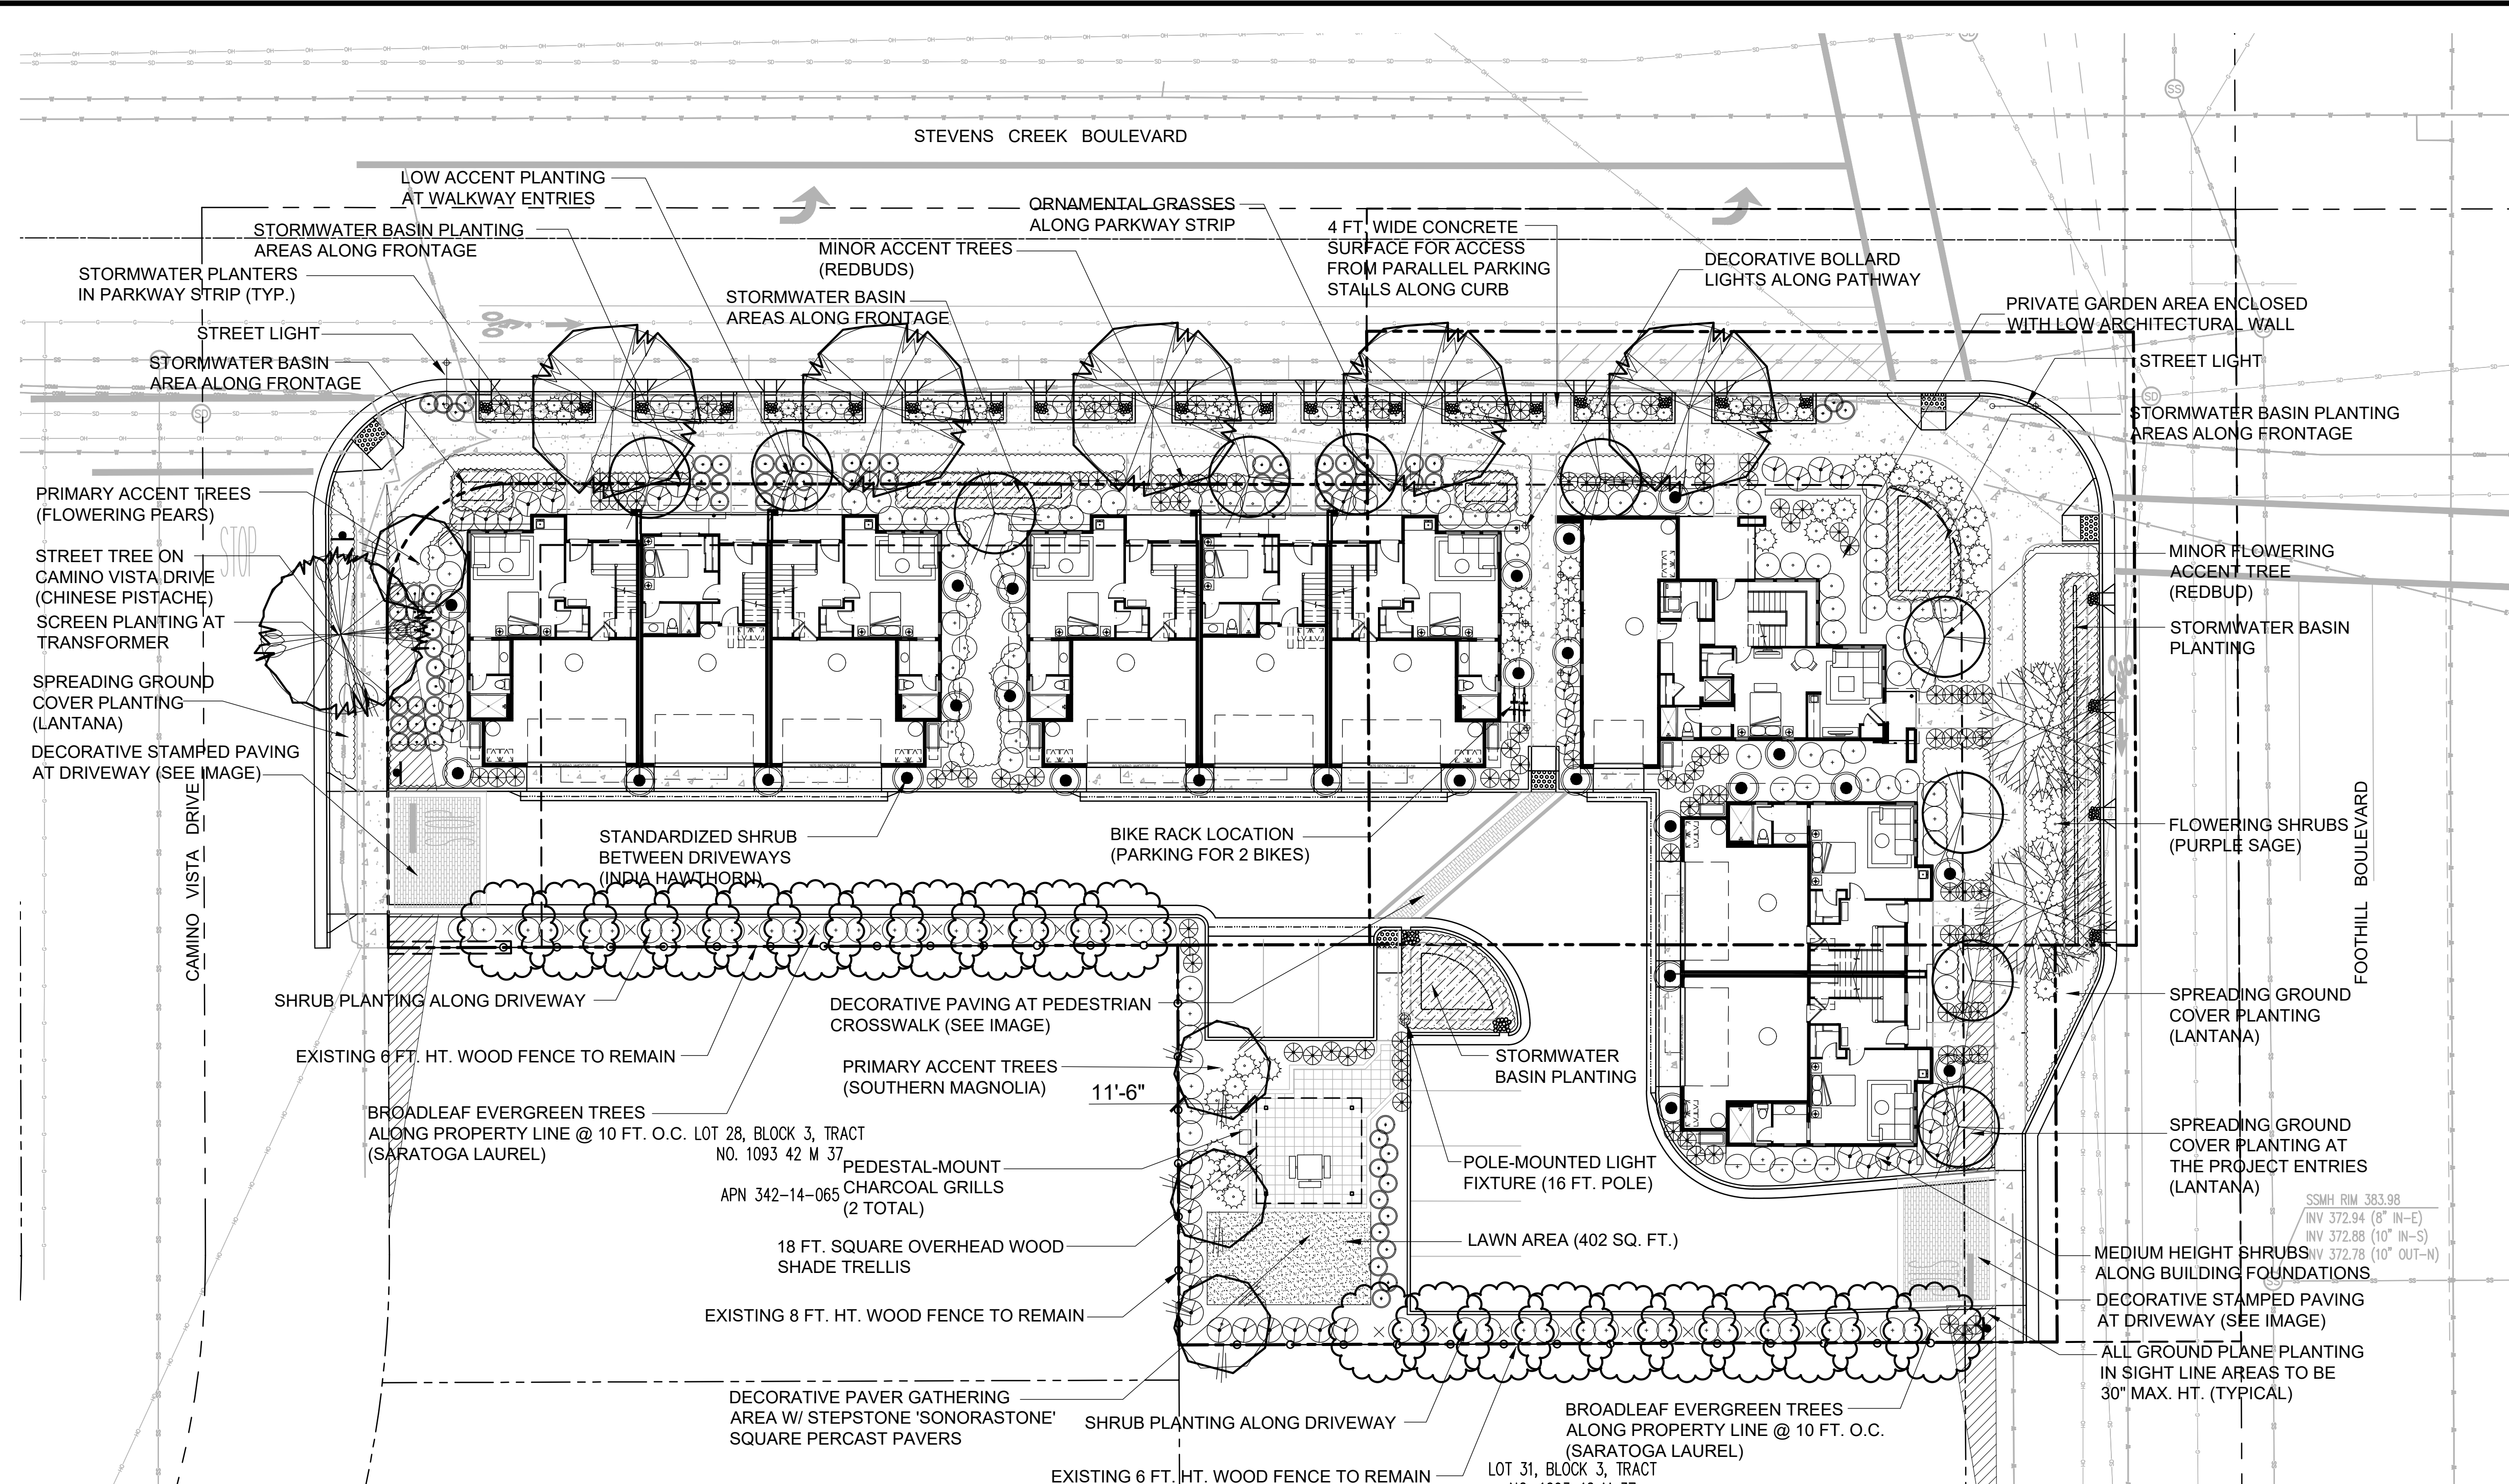 STEVENS CREEK BOULEVARD
LOW ACCENT PLANTING
AT WALKWAY ENTRIES
STORMWATER BASIN PLANTING
AREAS ALONG FRONTAGE
STORMWATER PLANTERS
IN PARKWAY STRIP (TYP.)
STREET LIGHT
STORMWATER BASIN
AREA ALONG FRONTAGE
ORNAMENTAL GRASSES
ALONG PARKWAY STRIP
MINOR ACCENT TREES
(REDBUDS)
STORMWATER BASIN
AREAS ALONG FRONTAGE
4 FT. WIDE CONCRETE
SURFACE FOR ACCESS
FROM PARALLEL PARKING
STALLS ALONG CURB
DECORATIVE BOLLARD
LIGHTS ALONG PATHWAY
PRIVATE GARDEN AREA ENCLOSED
WITH LOW ARCHITECTURAL WALL
STREET LIGHT
STORMWATER BASIN PLANTING
AREAS ALONG FRONTAGE
PRIMARY ACCENT TREES
(FLOWERING PEARS)
STOP
STREET TREE ON
CAMINO VISTA DRIVE
(CHINESE PISTACHE)
SCREEN PLANTING AT
TRANSFORMER
SPREADING GROUND
COVER PLANTING
(LANTANA)
DECORATIVE STAMPED PAVING
AT DRIVEWAY (SEE IMAGE)
CAMINO VISTA DRIVE
MINOR FLOWERING
ACCENT TREE
(REDBUD)
STORMWATER BASIN
PLANTING
FLOWERING SHRUBS
(PURPLE SAGE)
FOOTHILL BOULEVARD
STANDARDIZED SHRUB
BETWEEN DRIVEWAYS
(INDIA HAWTHORN)
BIKE RACK LOCATION
(PARKING FOR 2 BIKES)
SHRUB PLANTING ALONG DRIVEWAY
DECORATIVE PAVING AT PEDESTRIAN
CROSSWALK (SEE IMAGE)
EXISTING 6 FT. HT. WOOD FENCE TO REMAIN
PRIMARY ACCENT TREES
(SOUTHERN MAGNOLIA)
11'-6"
STORMWATER
BASIN PLANTING
SPREADING GROUND
COVER PLANTING
(LANTANA)
BROADLEAF EVERGREEN TREES
ALONG PROPERTY LINE @ 10 FT. O.C.
(SARATOGA LAUREL)
LOT 28, BLOCK 3, TRACT
NO. 1093 42 M 37
APN 342-14-065
PEDESTAL-MOUNT
CHARCOAL GRILLS
(2 TOTAL)
POLE-MOUNTED LIGHT
FIXTURE (16 FT. POLE)
SPREADING GROUND
COVER PLANTING AT
THE PROJECT ENTRIES
(LANTANA)
SSMH RIM 383.98
INV 372.94 (8" IN-E)
INV 372.88 (10" IN-S)
INV 372.78 (10" OUT-N)
18 FT. SQUARE OVERHEAD WOOD
SHADE TRELLIS
LAWN AREA (402 SQ. FT.)
MEDIUM HEIGHT SHRUBS
ALONG BUILDING FOUNDATIONS
EXISTING 8 FT. HT. WOOD FENCE TO REMAIN
DECORATIVE STAMPED PAVING
AT DRIVEWAY (SEE IMAGE)
ALL GROUND PLANE PLANTING
IN SIGHT LINE AREAS TO BE
30" MAX. HT. (TYPICAL)
DECORATIVE PAVER GATHERING
AREA W/ STEPSTONE 'SONORASTONE'
SQUARE PERCAST PAVERS
SHRUB PLANTING ALONG DRIVEWAY
BROADLEAF EVERGREEN TREES
ALONG PROPERTY LINE @ 10 FT. O.C.
(SARATOGA LAUREL)
EXISTING 6 FT. HT. WOOD FENCE TO REMAIN
LOT 31, BLOCK 3, TRACT